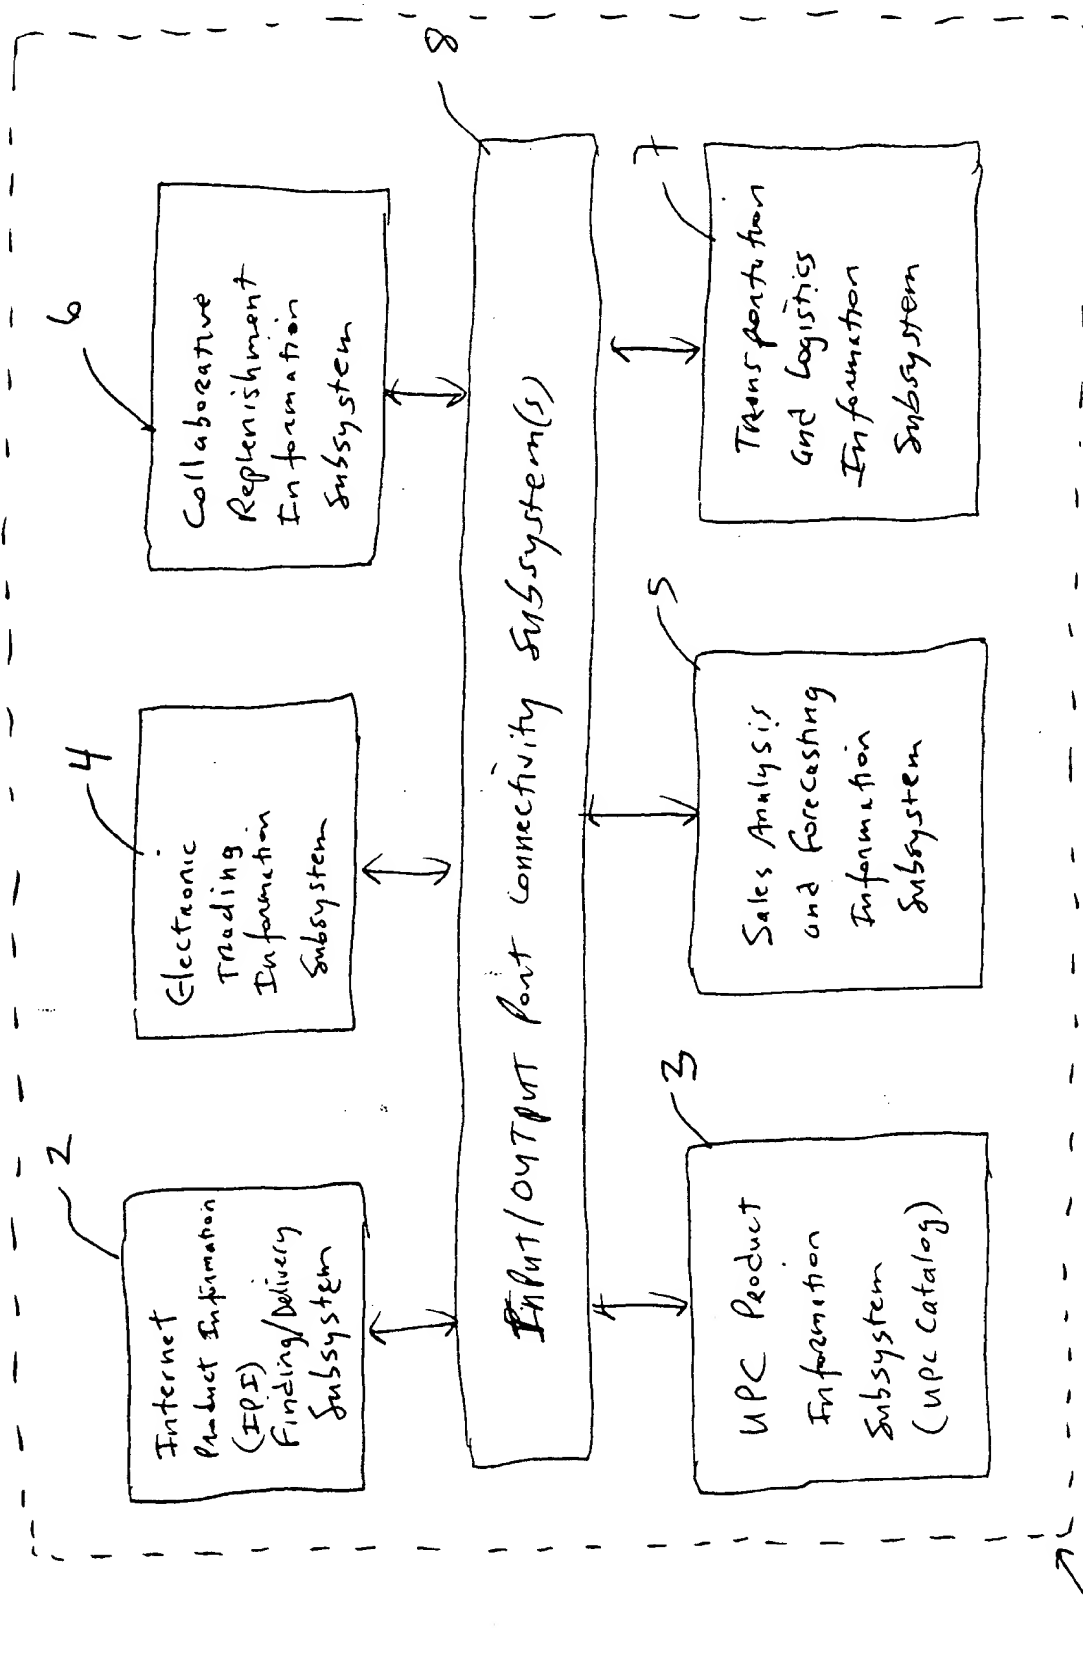 2
Internet
Product Information
(IPI)
Finding/Delivery
Subsystem
4
Electronic
Trading
Information
Subsystem
6
Collaborative
Replenishment
Information
Subsystem
8
Input/Output Port Connectivity Subsystem(s)
3
UPC Product
Information
Subsystem
(UPC Catalog)
5
Sales Analysis
and Forecasting
Information
Subsystem
7
Transportation
and Logistics
Information
Subsystem